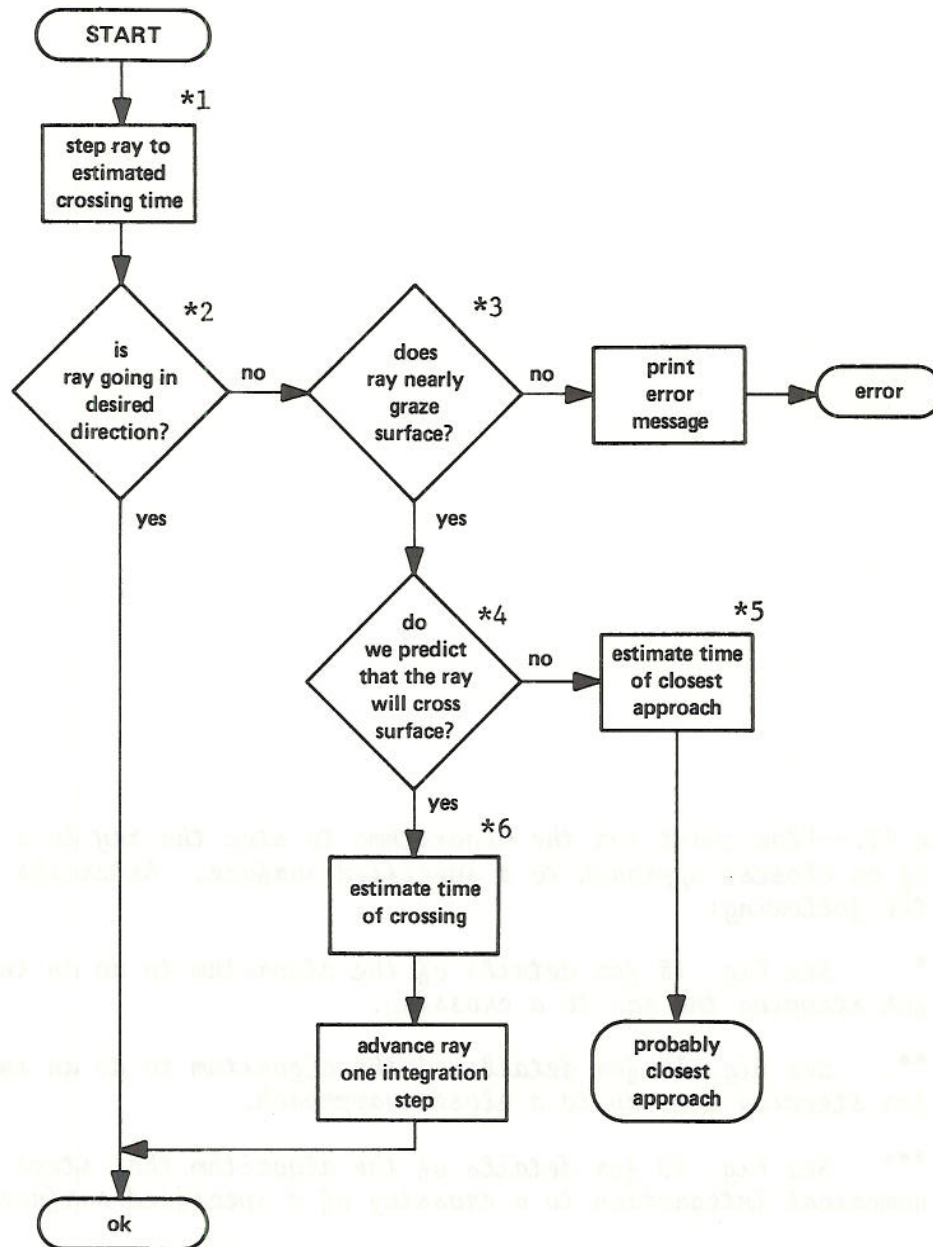 START
*1
step ray to
estimated
crossing time
*2
is
ray going in
desired
direction?
no
yes
*3
does
ray nearly
graze
surface?
no
yes
print
error
message
error
*4
do
we predict
that the ray
will cross
surface?
no
yes
*5
estimate time
of closest
approach
probably
closest
approach
*6
estimate time
of crossing
advance ray
one integration
step
ok